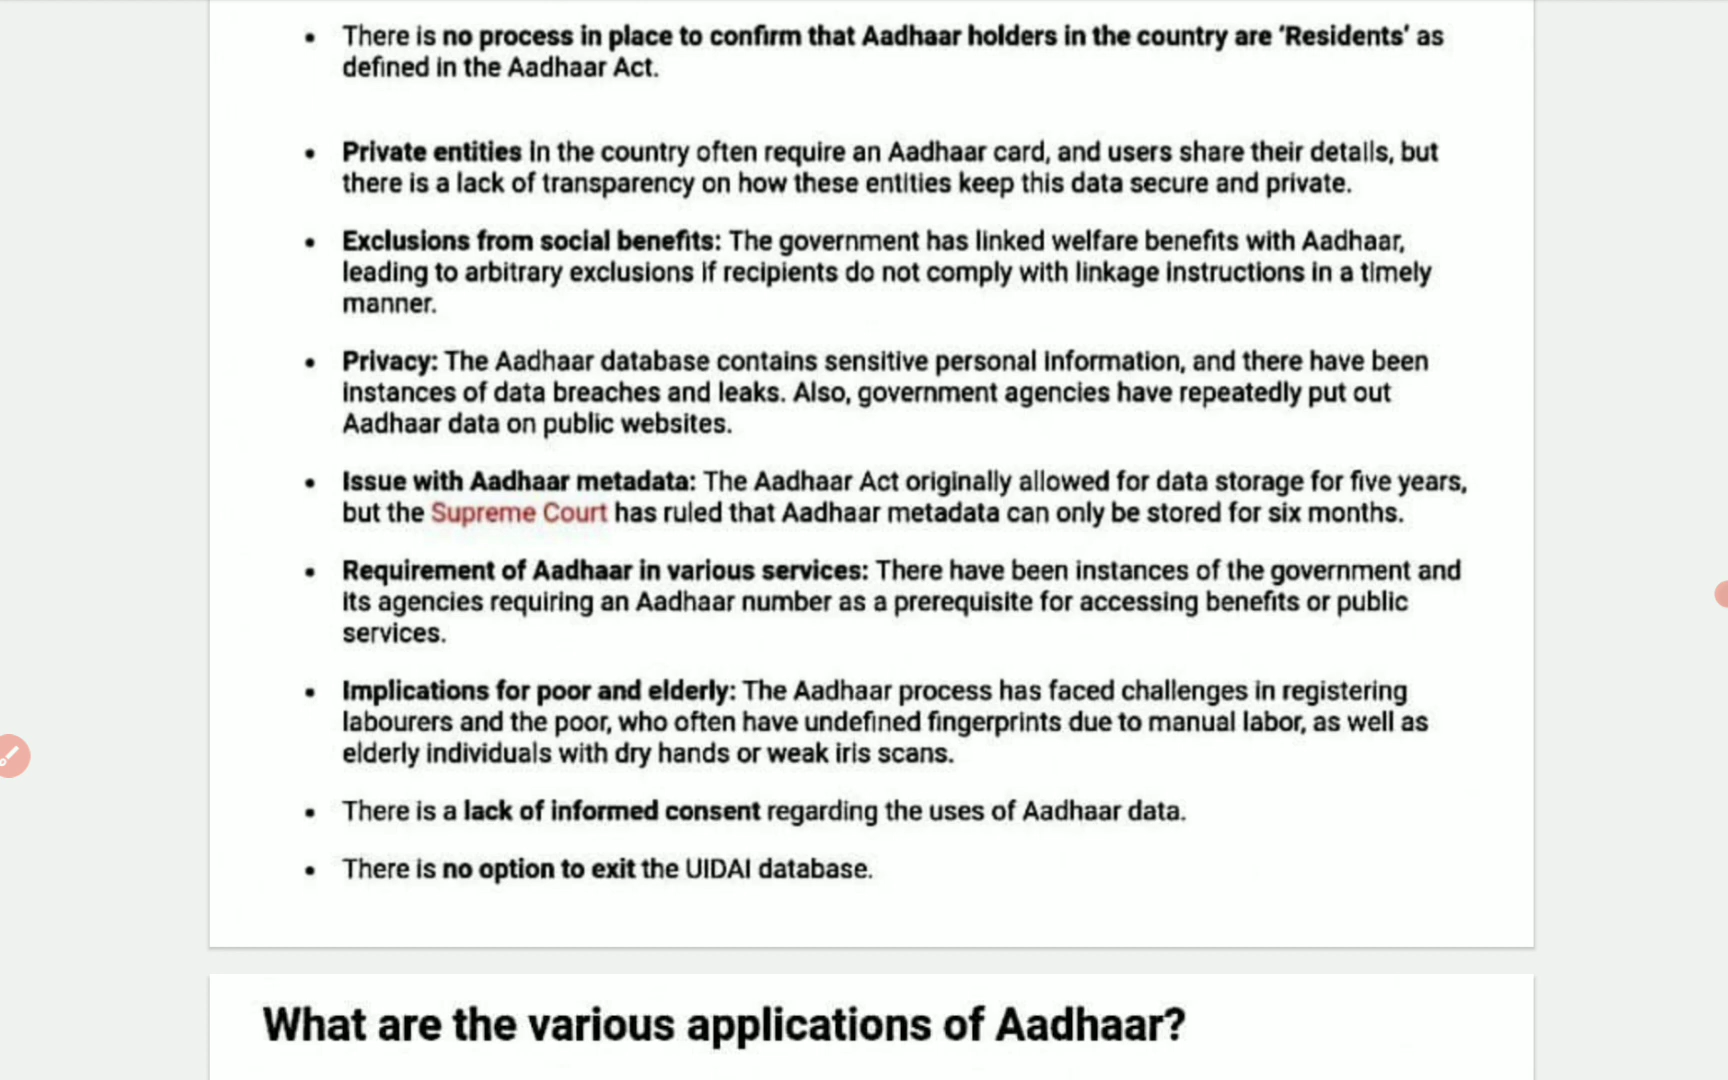 • There is no process in place to confirm that Aadhaar holders in the country are ‘Residents’ as
defined in the Aadhaar Act.
• Private entities in the country often require an Aadhaar card, and users share their details, but
there is a lack of transparency on how these entities keep this data secure and private.
• Exclusions from social benefits: The government has linked welfare benefits with Aadhaar,
leading to arbitrary exclusions if recipients do not comply with linkage instructions in a timely
manner.
• Privacy: The Aadhaar database contains sensitive personal information, and there have been
instances of data breaches and leaks. Also, government agencies have repeatedly put out
Aadhaar data on public websites.
• Issue with Aadhaar metadata: The Aadhaar Act originally allowed for data storage for five years,
but the Supreme Court has ruled that Aadhaar metadata can only be stored for six months.
• Requirement of Aadhaar in various services: There have been instances of the government and
its agencies requiring an Aadhaar number as a prerequisite for accessing benefits or public
services.
• Implications for poor and elderly: The Aadhaar process has faced challenges in registering
labourers and the poor, who often have undefined fingerprints due to manual labor, as well as
elderly individuals with dry hands or weak iris scans.
• There is a lack of informed consent regarding the uses of Aadhaar data.
• There is no option to exit the UIDAI database.
What are the various applications of Aadhaar?